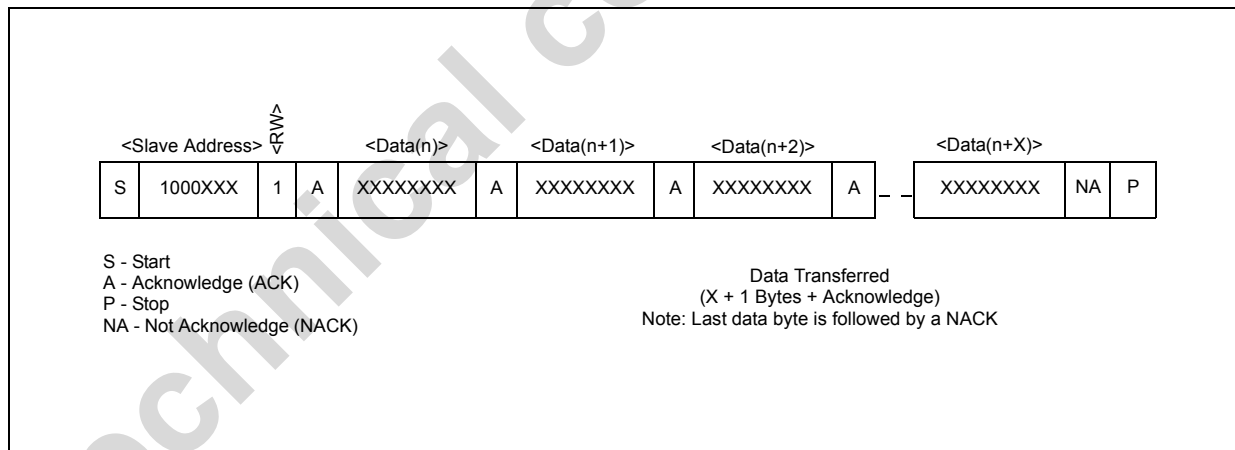 <Slave Address> <RW> <Data(n)> <Data(n+1)> <Data(n+2)> <Data(n+X)>
S 1000XXX 1 A XXXXXXXX A XXXXXXXX A XXXXXXXX A XXXXXXXX NA P
S - Start
A - Acknowledge (ACK)
P - Stop
NA - Not Acknowledge (NACK)
Data Transferred
(X + 1 Bytes + Acknowledge)
Note: Last data byte is followed by a NACK